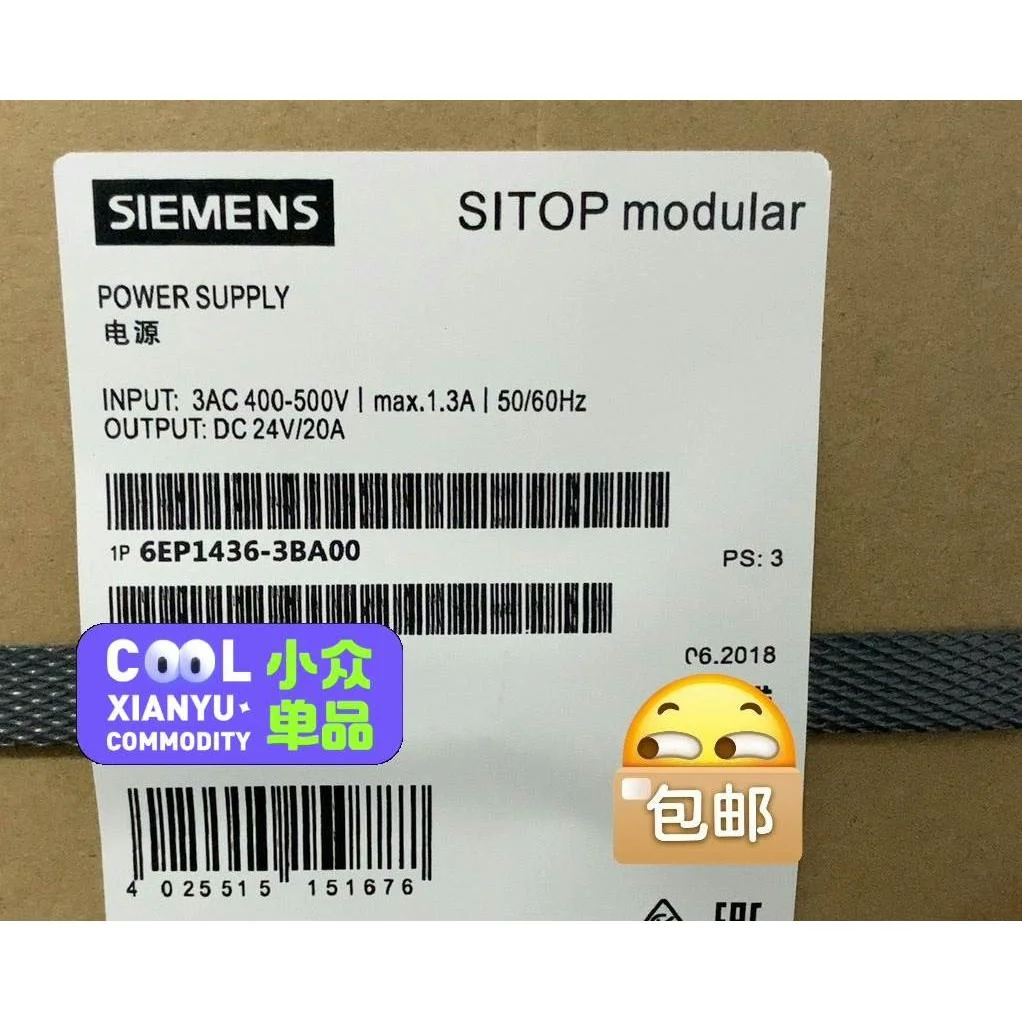 SIEMENS
SITOP modular
POWER SUPPLY
电源
INPUT: 3AC 400-500V | max.1.3A | 50/60Hz
OUTPUT: DC 24V/20A
1P 6EP1436-3BA00
PS: 3
06.2018
COOL 小众
XIANYU 单品
COMMODITY
包邮
4 025515 151676
EAC